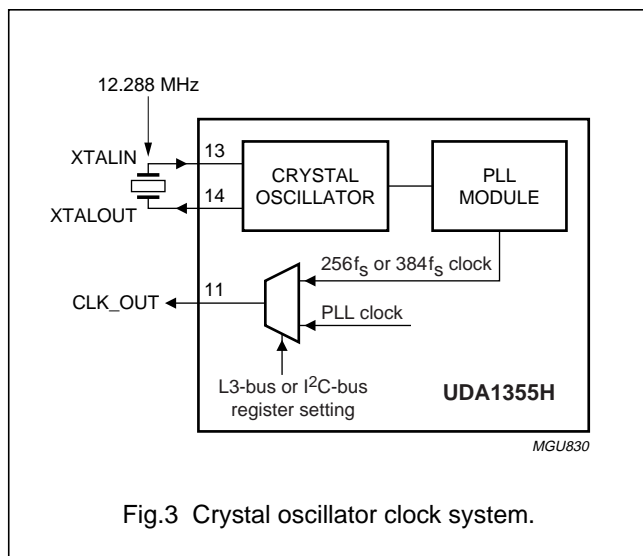 12.288 MHz
XTALIN
13
XTALOUT
14
CRYSTAL
OSCILLATOR
PLL
MODULE
256fs or 384fs clock
CLK_OUT
11
PLL clock
L3-bus or I2C-bus
register setting
UDA1355H
MGU830
Fig.3 Crystal oscillator clock system.